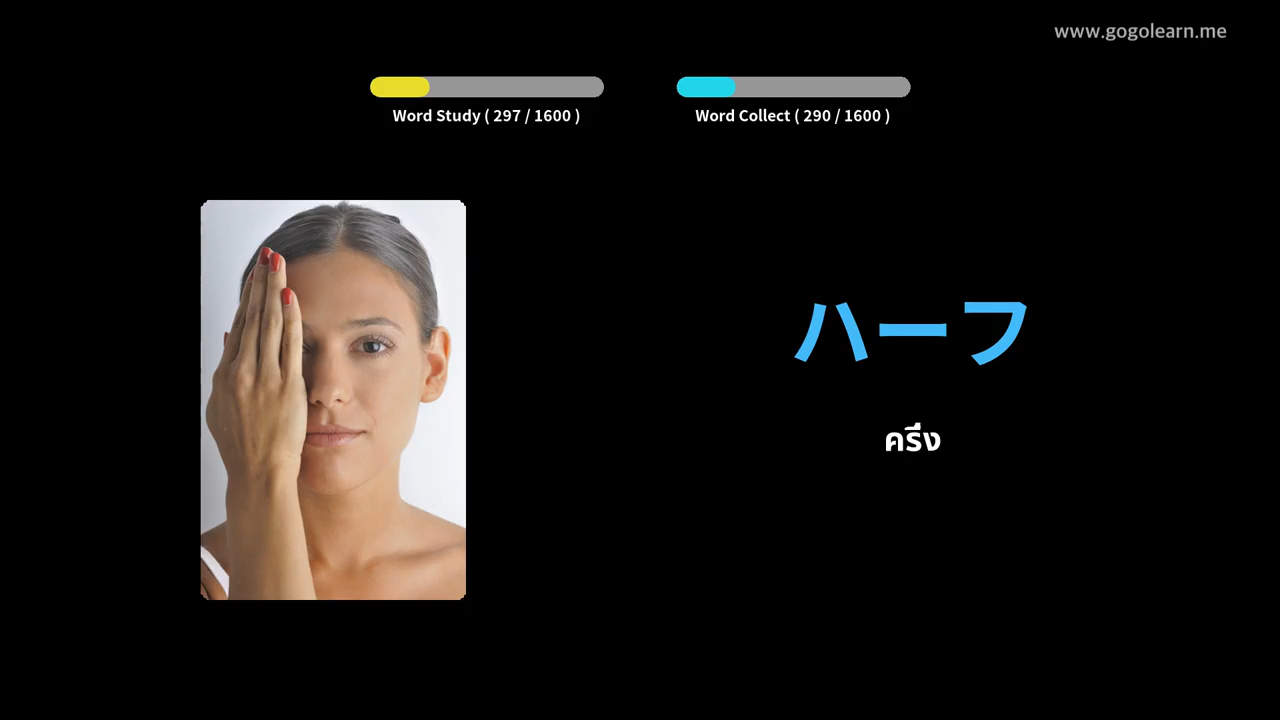 www.gogolearn.me
Word Study ( 297 / 1600 )
Word Collect ( 290 / 1600 )
ハーフ
ครึ่ง